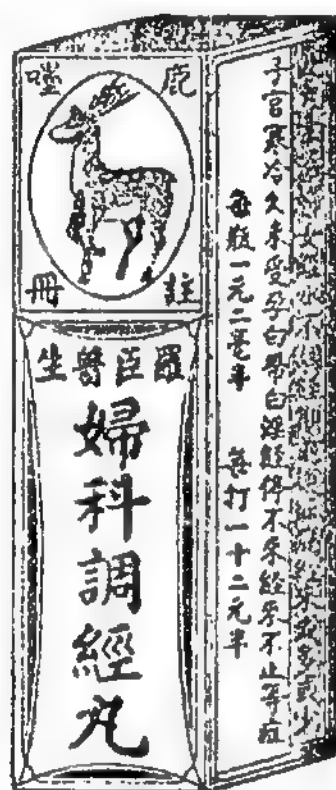 鹿嘜
註冊
羅臣醫生
婦科調經丸
子宮寒冷久未受孕白帶白淫經停不來經來不止等症
每瓶一元二毫半
每打一十二元半